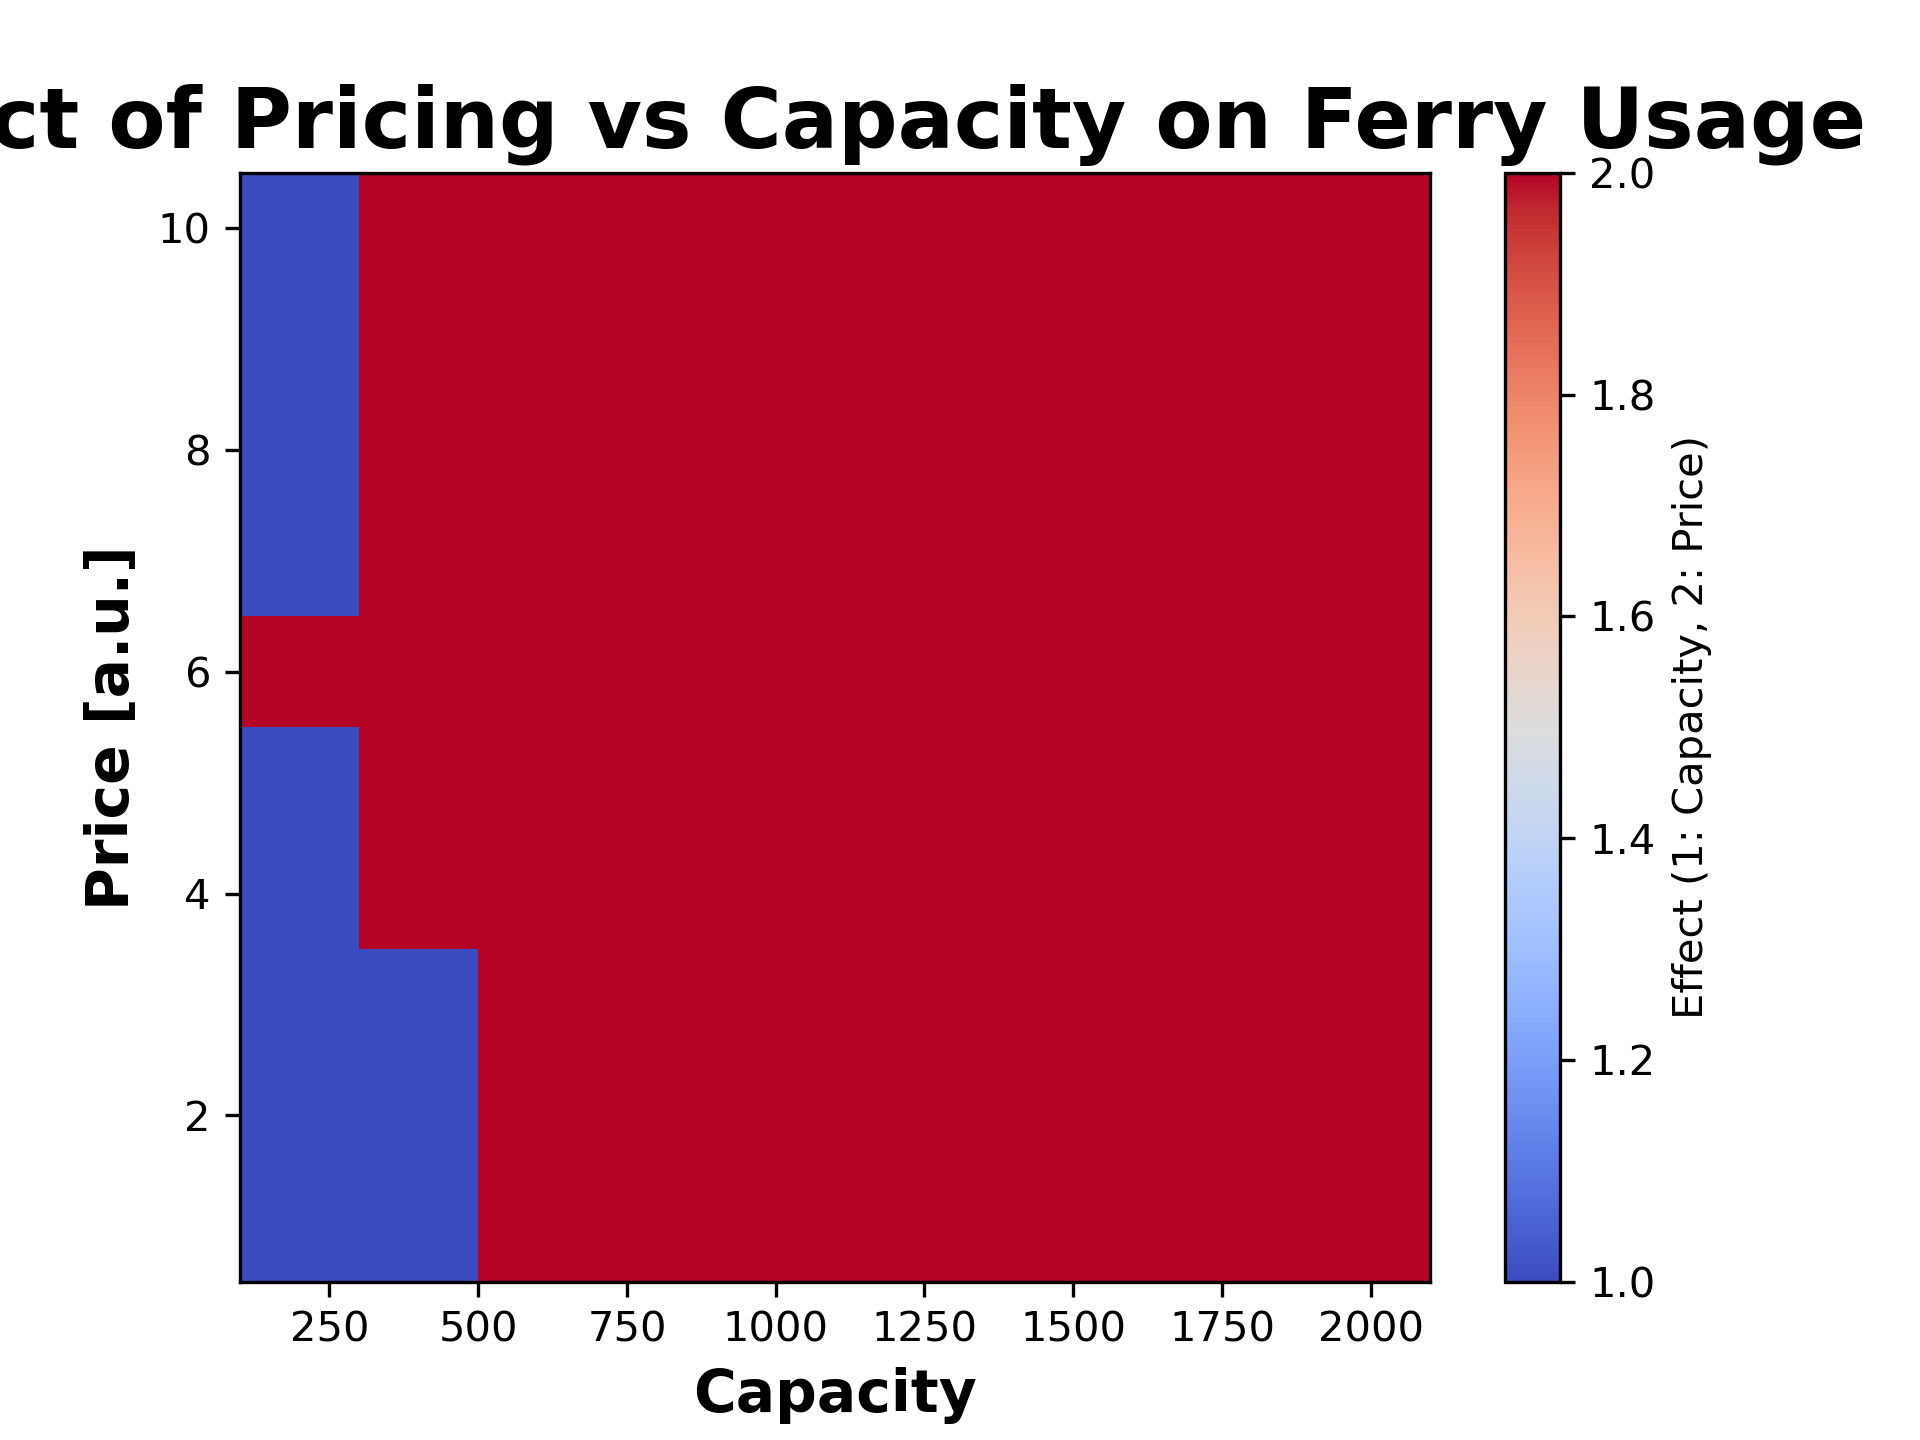 ct of Pricing vs Capacity on Ferry Usage
10
8
6
4
2
Price [a.u.]
250 500 750 1000 1250 1500 1750 2000
Capacity
2.0
1.8
1.6
1.4
1.2
1.0
Effect (1: Capacity, 2: Price)